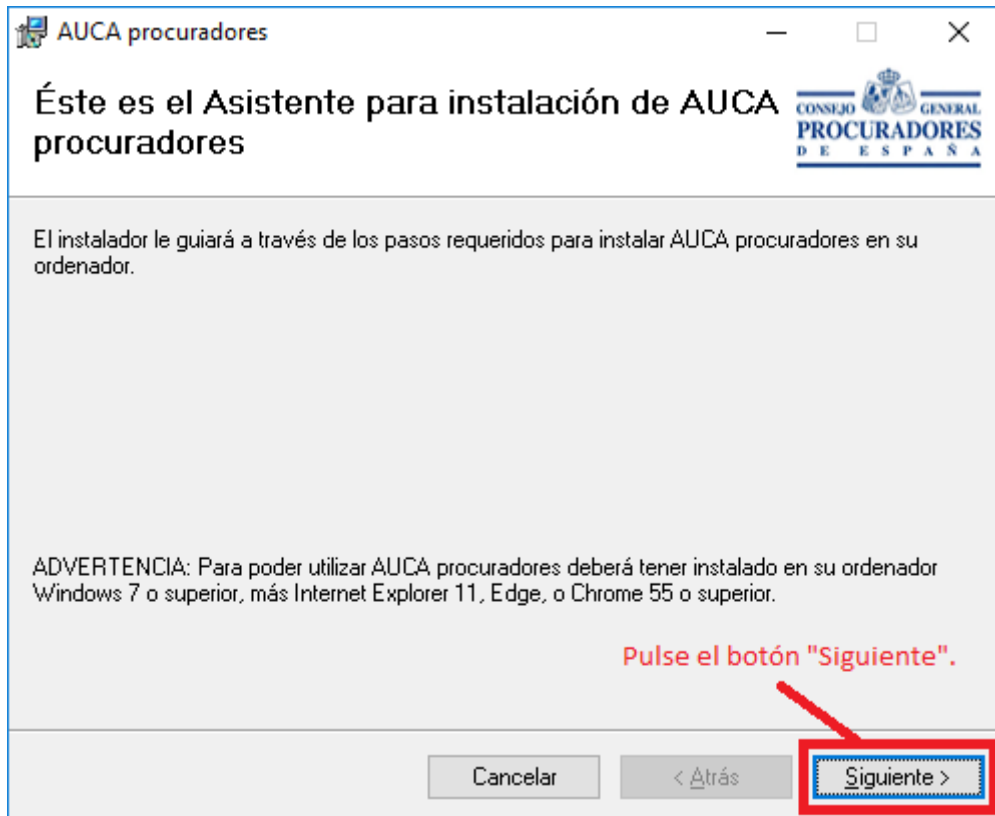 AUCA procuradores
Éste es el Asistente para instalación de AUCA
procuradores
CONSEJO GENERAL
PROCURADORES
DE ESPAÑA
El instalador le guiará a través de los pasos requeridos para instalar AUCA procuradores en su
ordenador.
ADVERTENCIA: Para poder utilizar AUCA procuradores deberá tener instalado en su ordenador
Windows 7 o superior, más Internet Explorer 11, Edge, o Chrome 55 o superior.
Pulse el botón "Siguiente".
Cancelar < Atrás Siguiente >